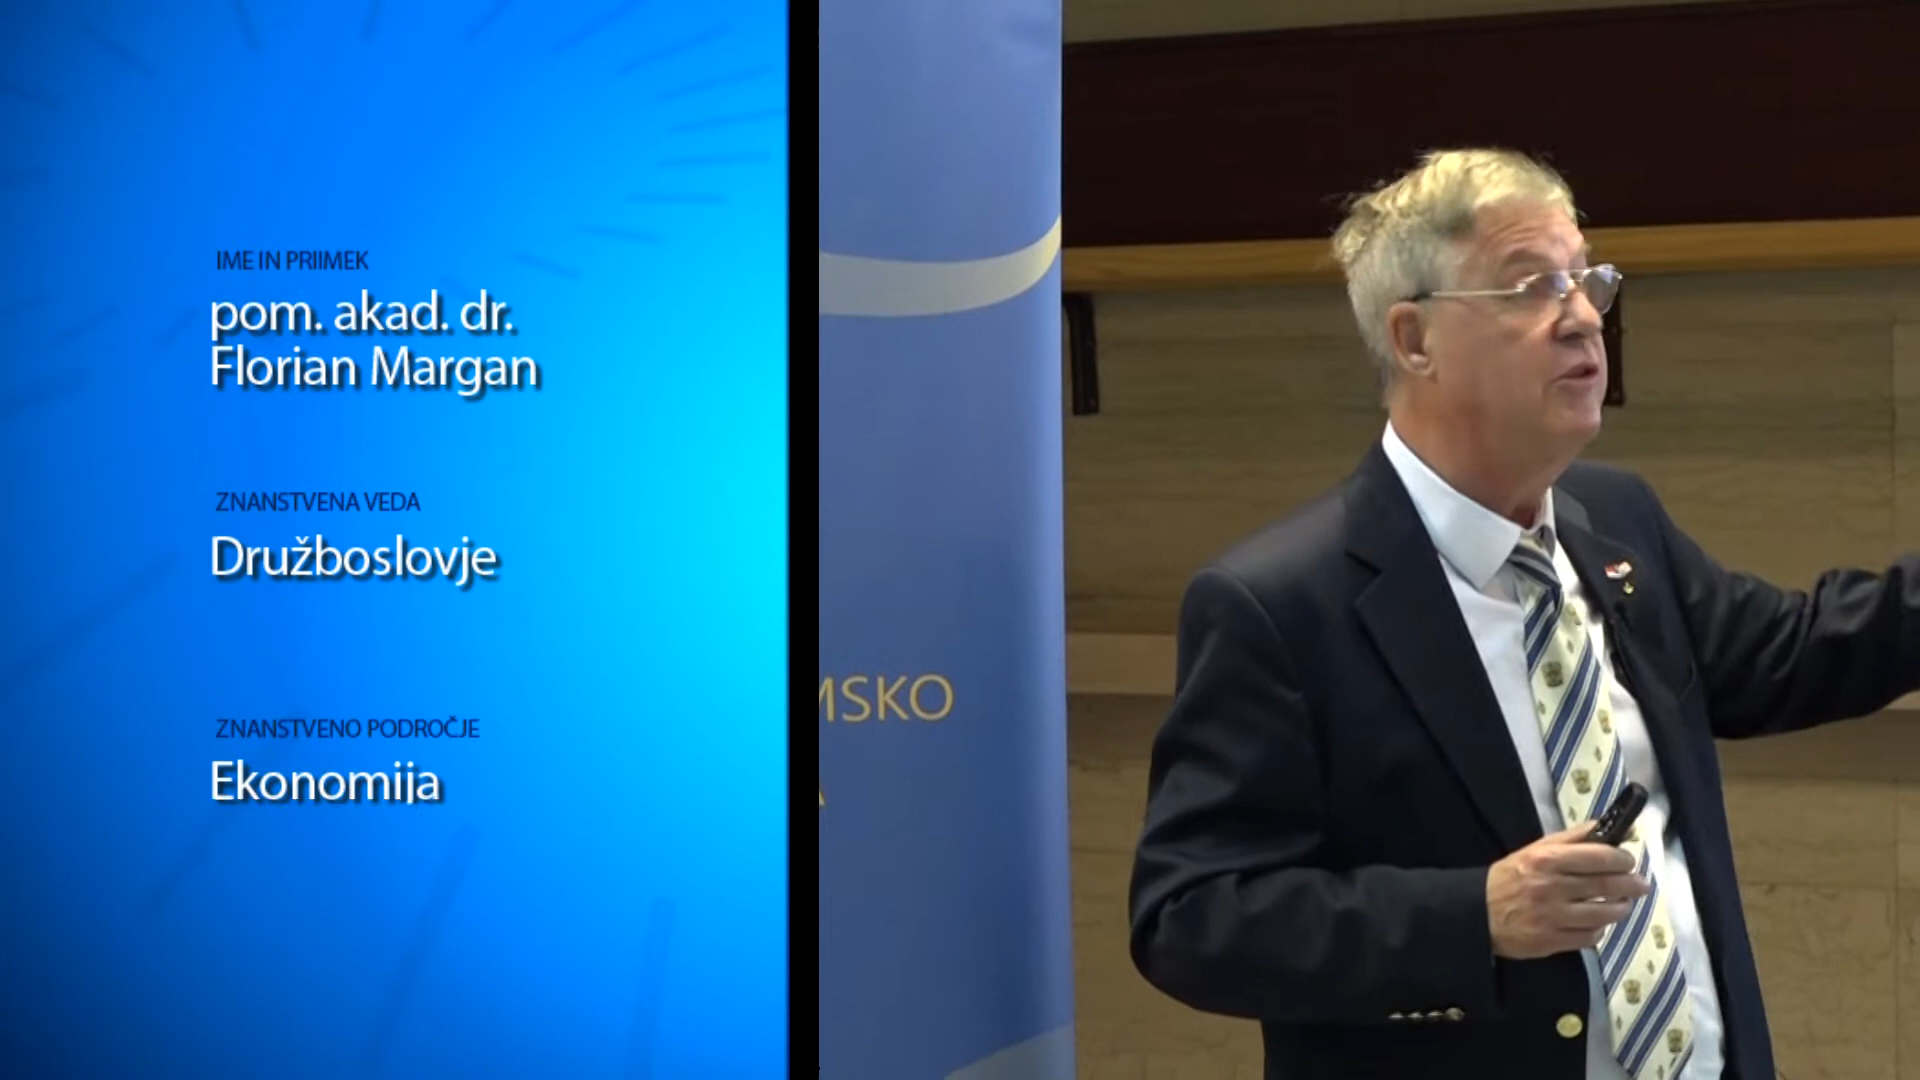 IME IN PRIIMEK
pom. akad. dr.
Florian Margan
ZNANSTVENA VEDA
Družboslovje
ZNANSTVENO PODROČJE
Ekonomija
MSKO